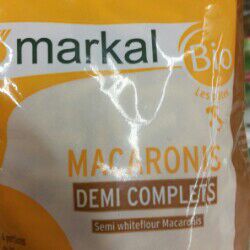 markal
Bio
MACARONIS
DEMI COMPLETS
Semi whiteflour Macaronis